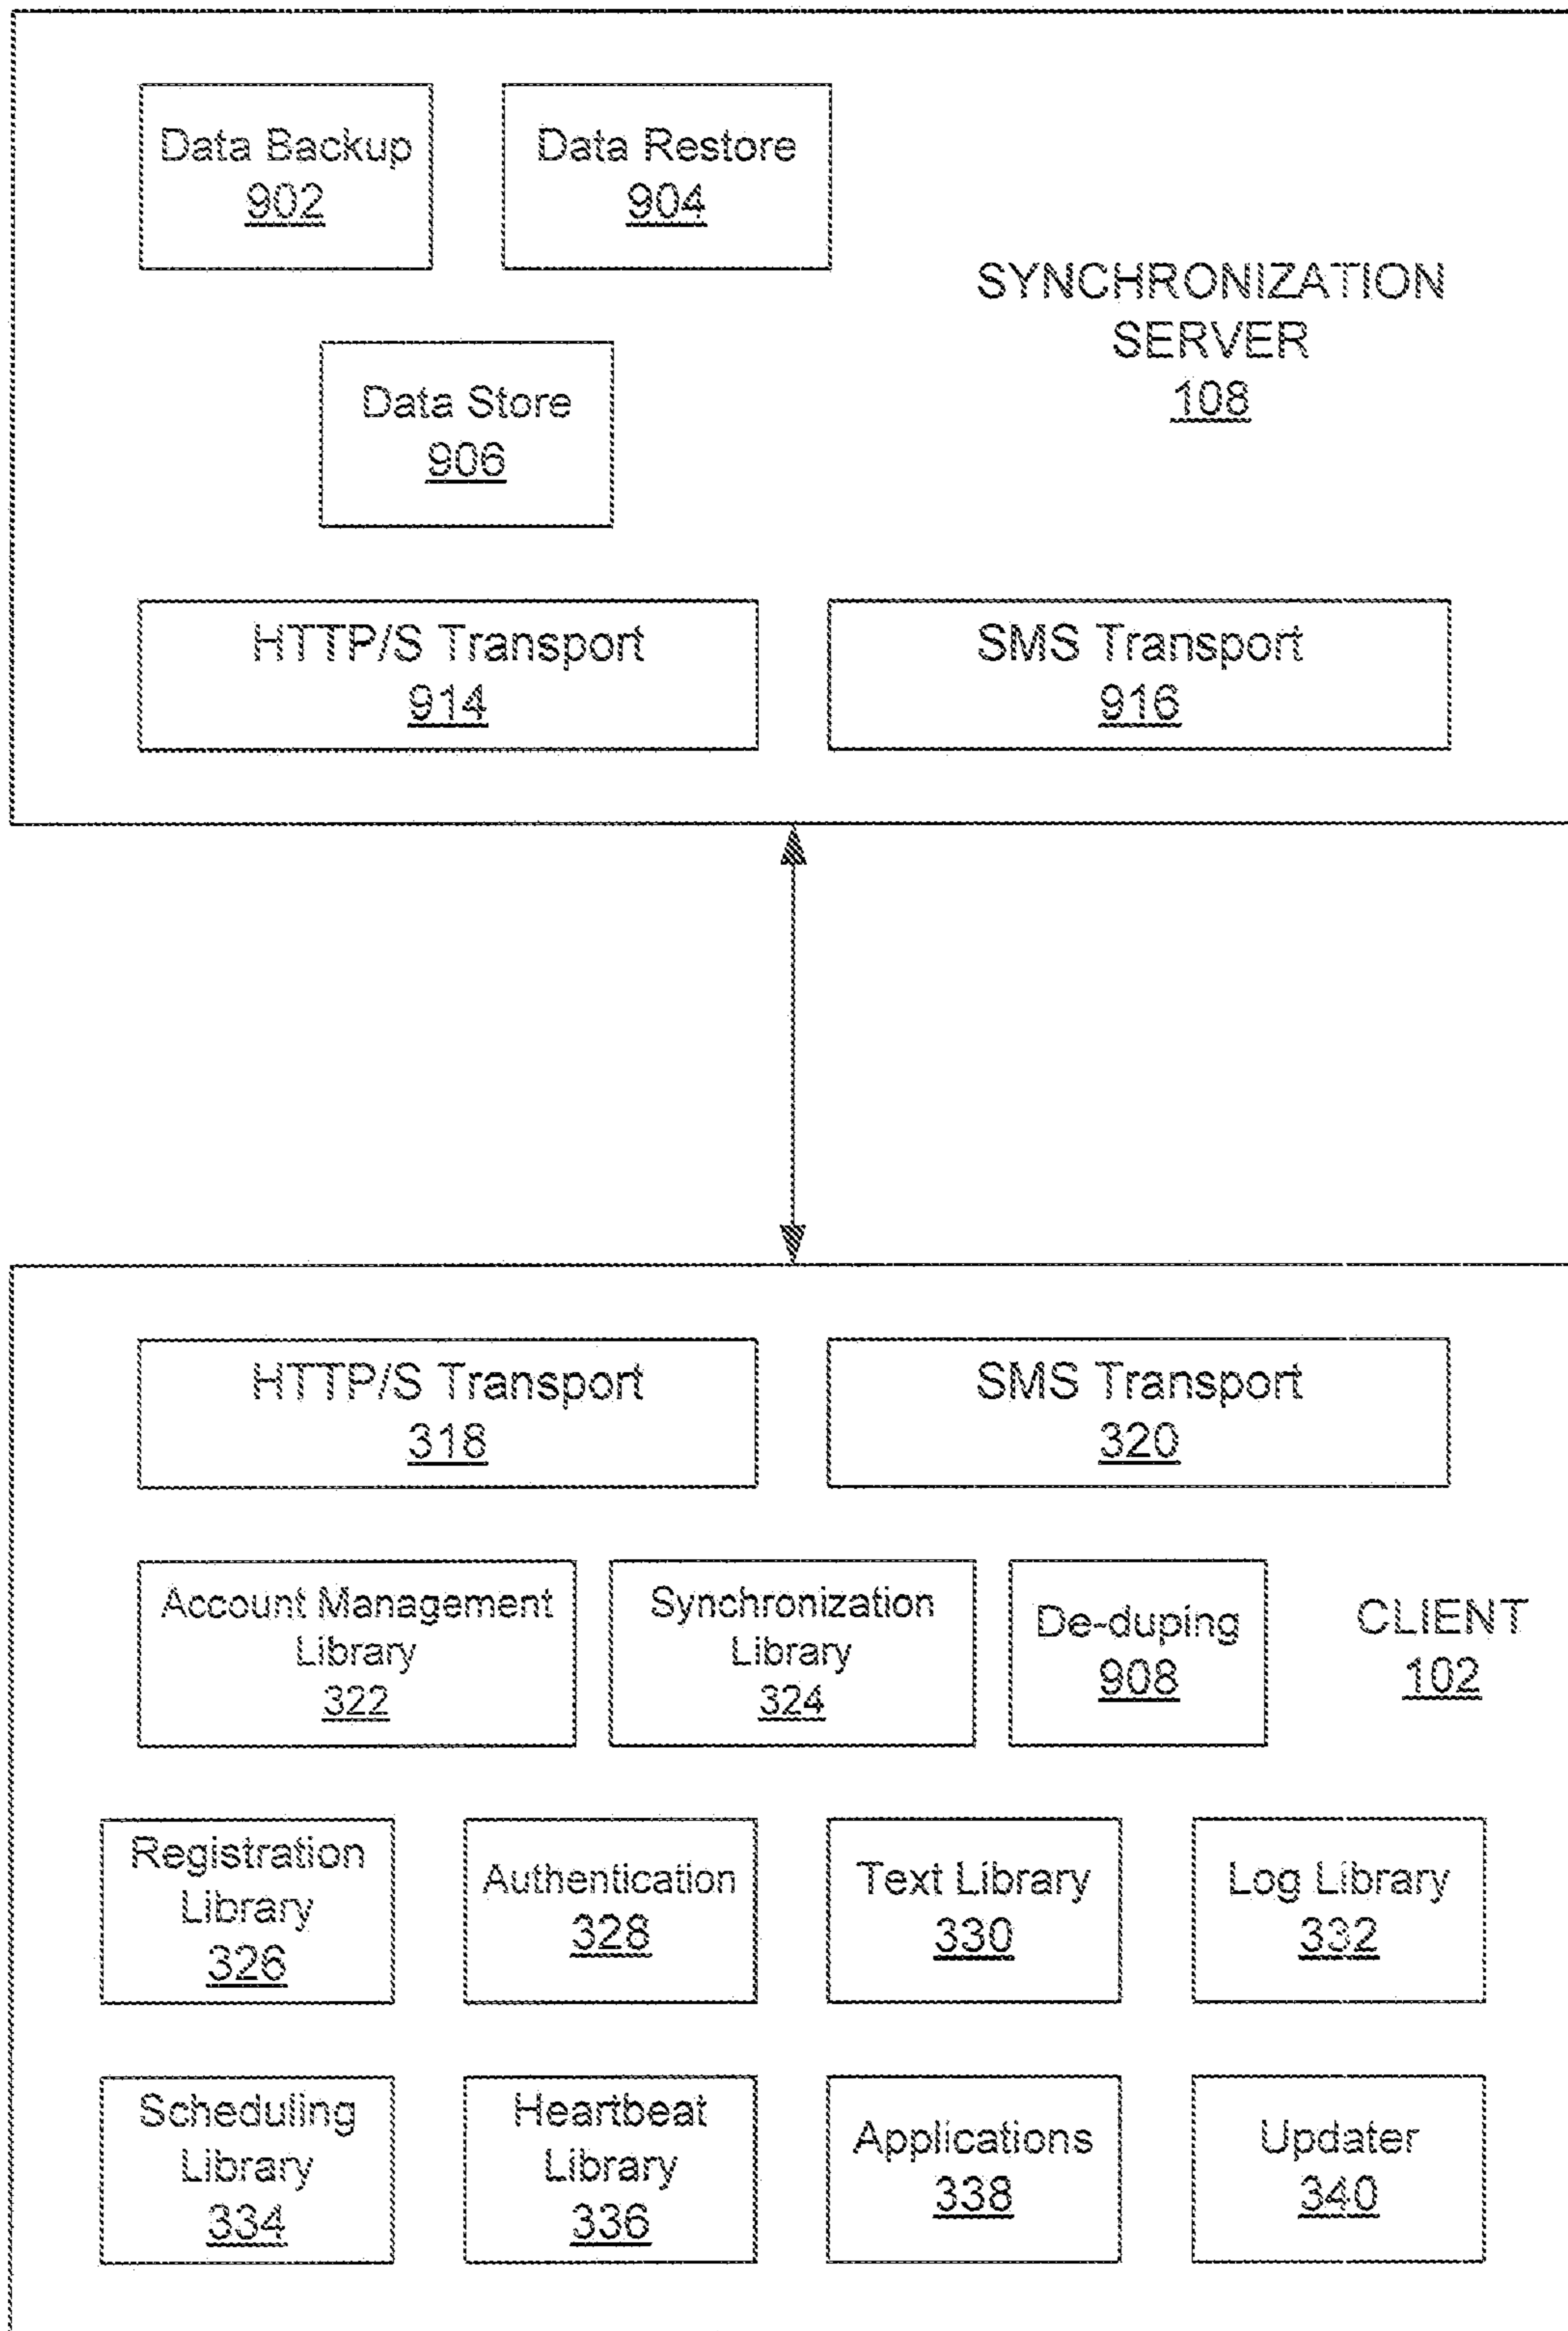 Data Backup
902
Data Restore
904
SYNCHRONIZATION
SERVER
108
Data Store
906
HTTP/S Transport
914
SMS Transport
916
HTTP/S Transport
318
SMS Transport
320
Account Management
Library
322
Synchronization
Library
324
De-duping
908
CLIENT
102
Registration
Library
326
Authentication
328
Text Library
330
Log Library
332
Scheduling
Library
334
Heartbeat
Library
336
Applications
338
Updater
340